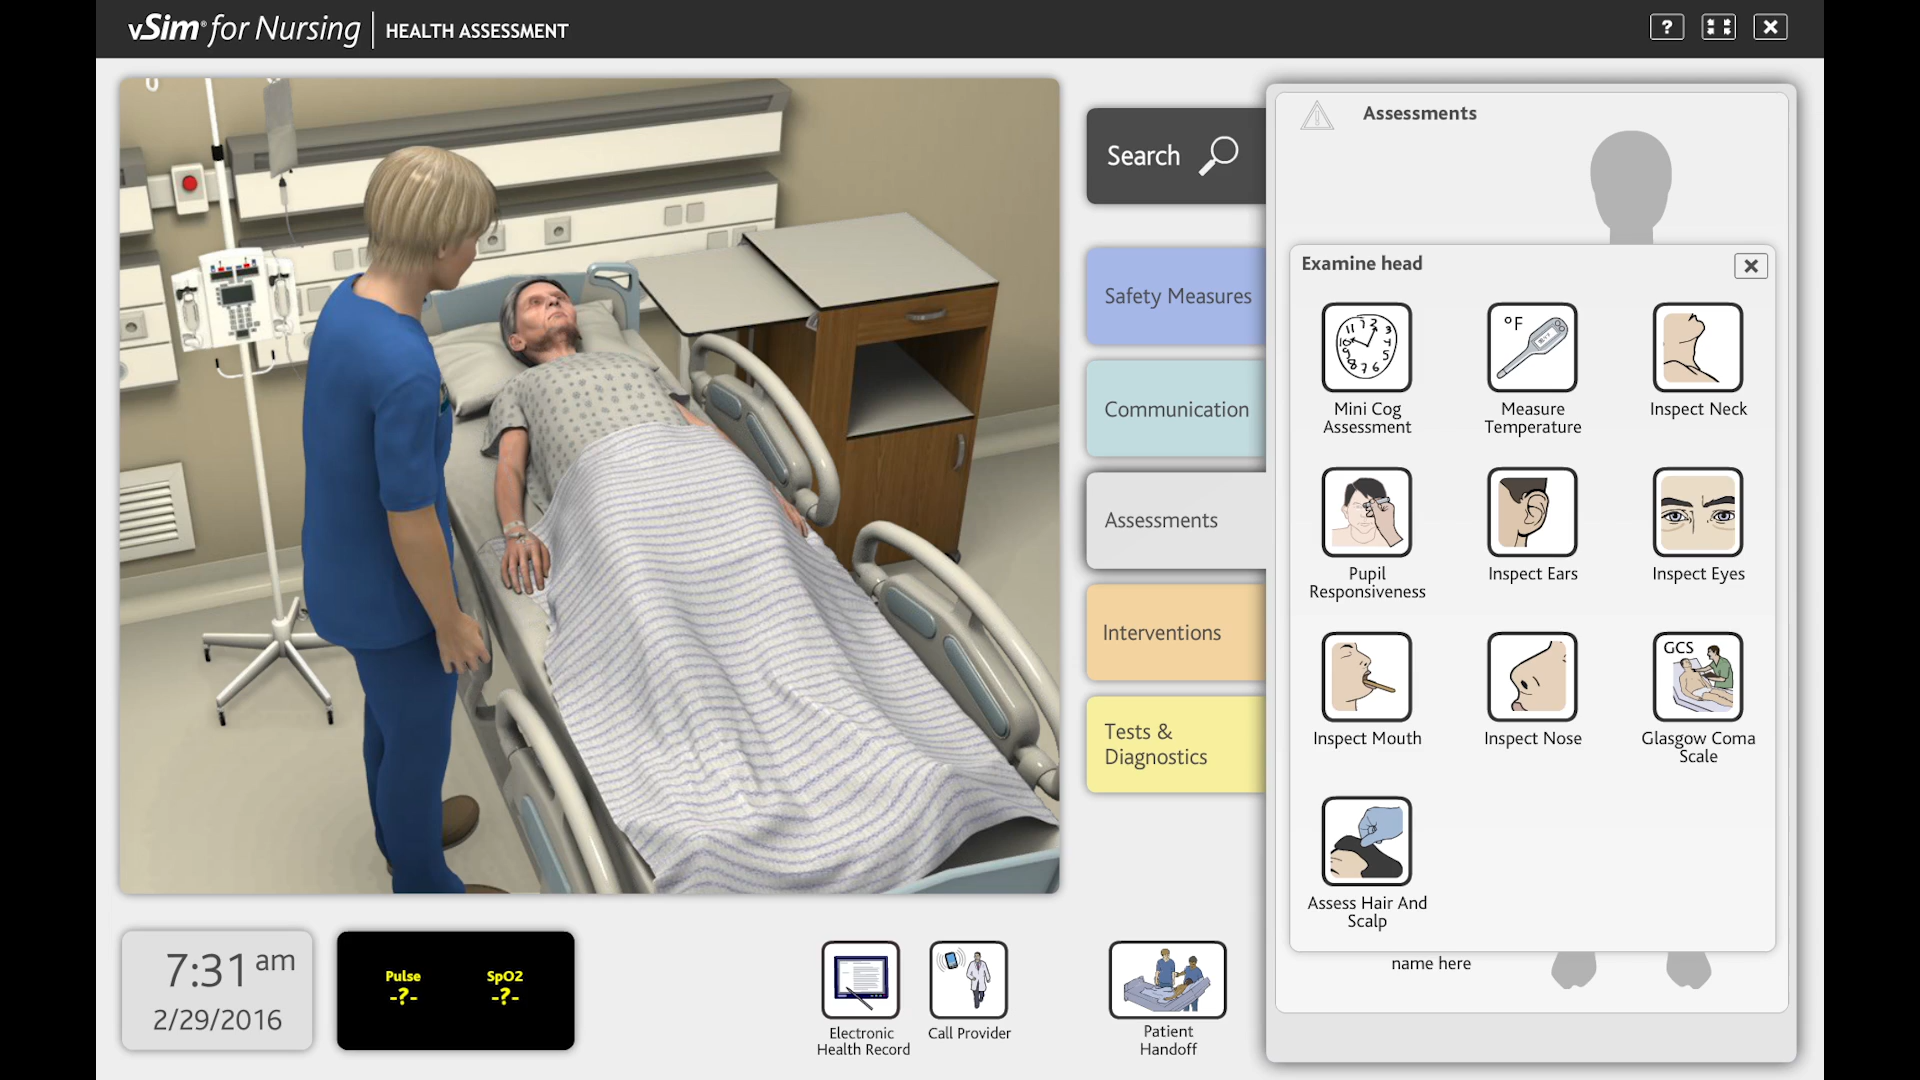 vSim® for Nursing | HEALTH ASSESSMENT
?
Search
Safety Measures
Communication
Assessments
Interventions
Tests &
Diagnostics
Assessments
Examine head
Mini Cog
Assessment
°F
Measure
Temperature
Inspect Neck
Pupil
Responsiveness
Inspect Ears
Inspect Eyes
Inspect Mouth
Inspect Nose
GCS
Glasgow Coma
Scale
Assess Hair And
Scalp
name here
7:31 am
2/29/2016
Pulse
-?-
SpO2
-?-
Electronic
Health Record
Call Provider
Patient
Handoff